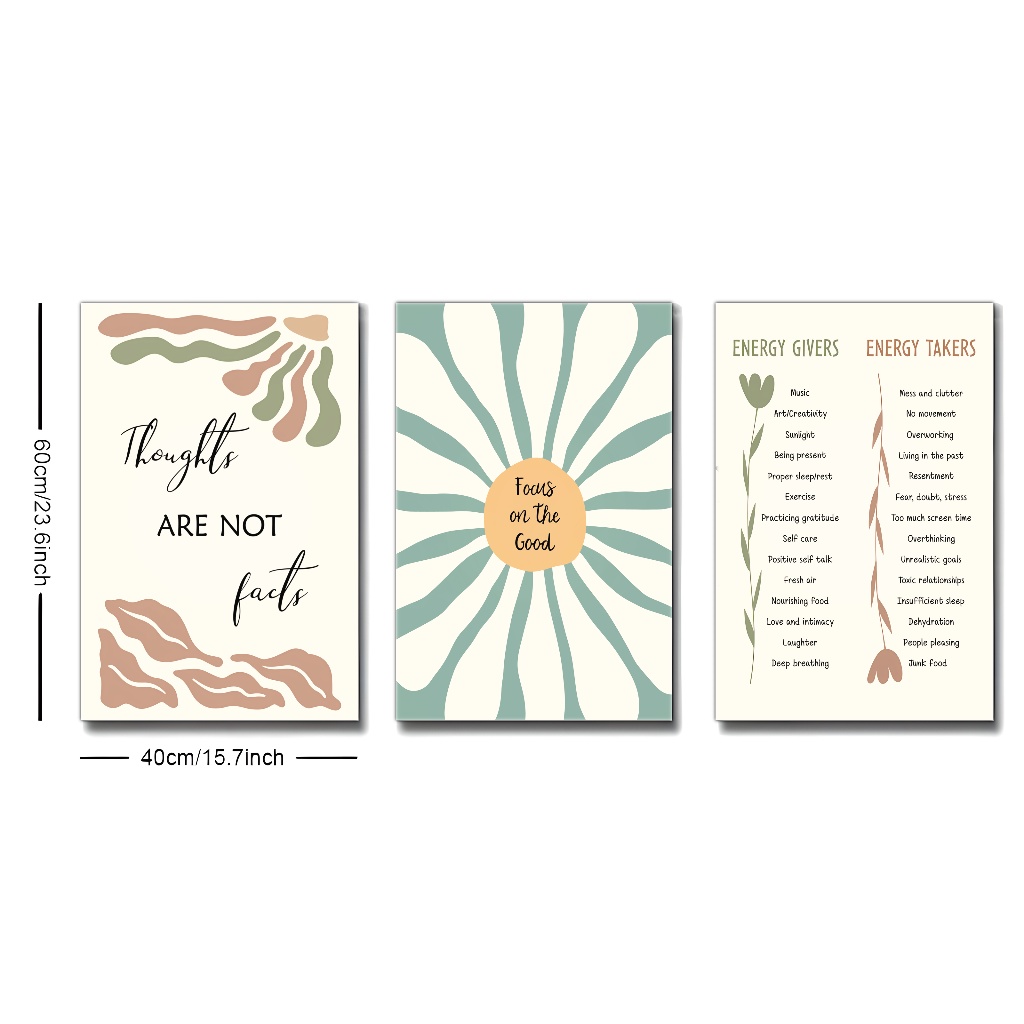 60cm/23.6inch
40cm/15.7inch
Thoughts
ARE NOT
facts
Focus
on the
Good
ENERGY GIVERS
Music
Art/Creativity
Sunlight
Being present
Proper sleep/rest
Exercise
Practicing gratitude
Self care
Positive self talk
Fresh air
Nourishing food
Love and intimacy
Laughter
Deep breathing
ENERGY TAKERS
Mess and clutter
No movement
Overworking
Living in the past
Resentment
Fear, doubt, stress
Too much screen time
Overthinking
Unrealistic goals
Toxic relationships
Insufficient sleep
Dehydration
People pleasing
Junk food